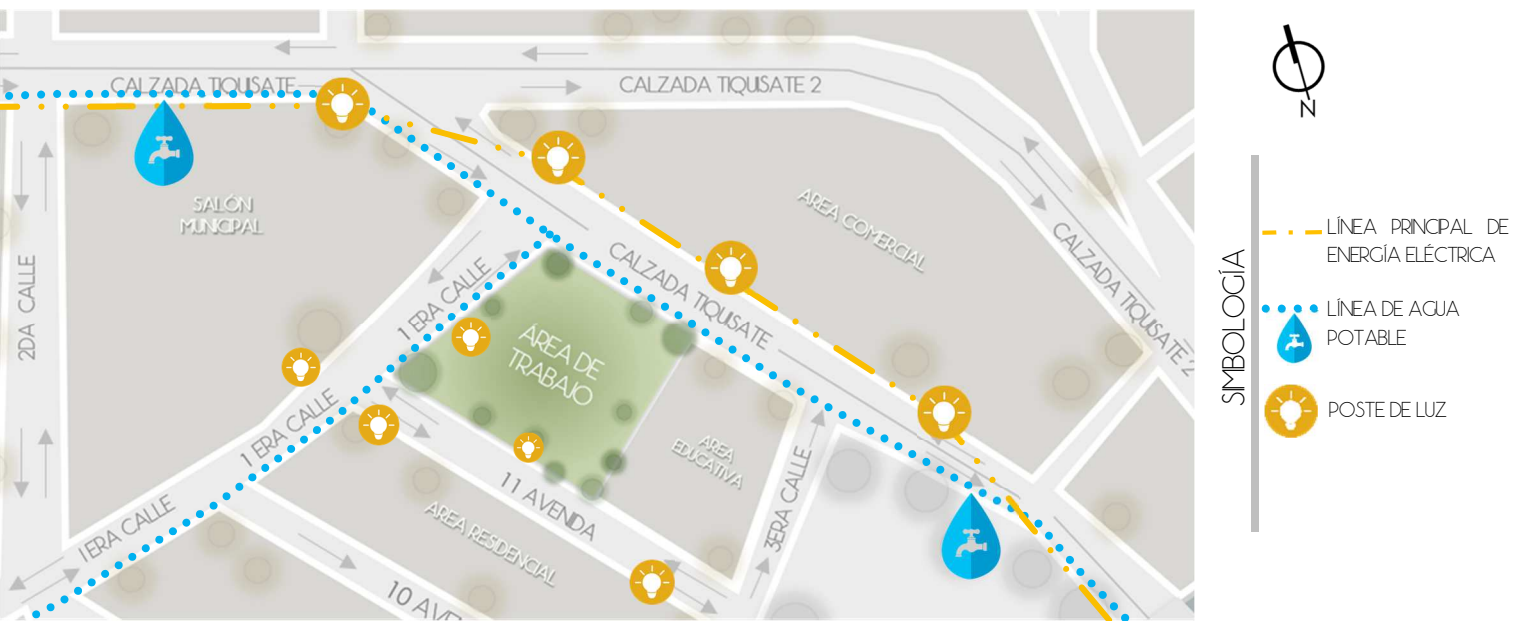 CALZADA TIQUISATE
CALZADA TIQUISATE 2
SALÓN
MUNICIPAL
AREA COMERCIAL
2DA CALLE
1 ERA CALLE
CALZADA TIQUISATE
CALZADA TIQUISATE 2
AREA DE
TRABAJO
1 ERA CALLE
AREA
EDUCATIVA
11 AVENIDA
3ERA CALLE
1ERA CALLE
AREA RESIDENCIAL
10 AVEN
N
SIMBOLOGÍA
LÍNEA PRINCIPAL DE
ENERGÍA ELÉCTRICA
LÍNEA DE AGUA
POTABLE
POSTE DE LUZ